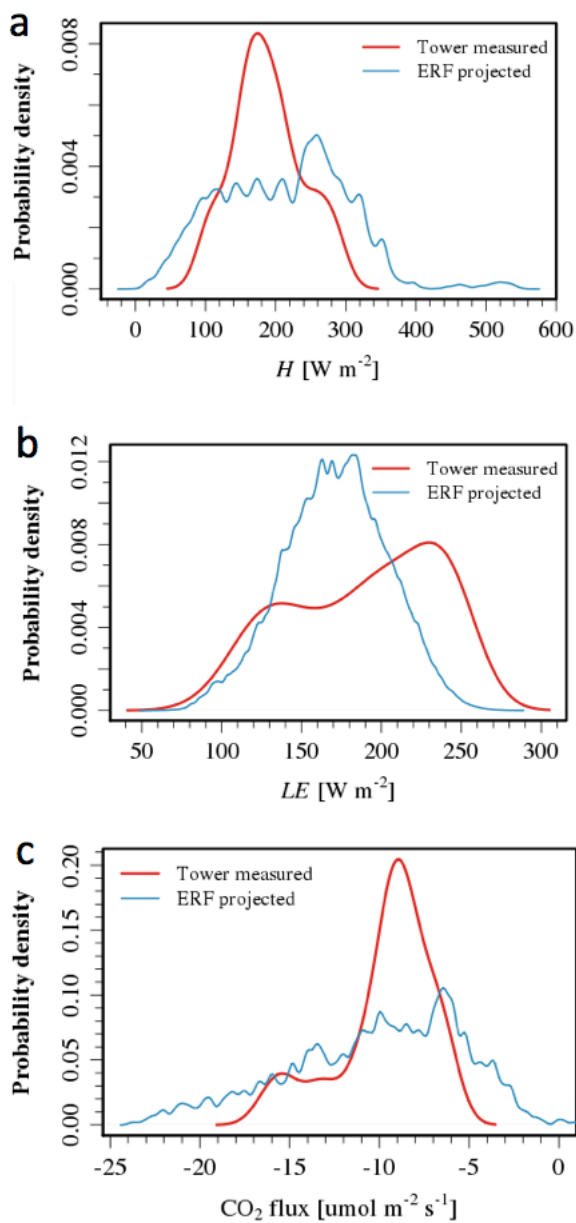 a
Probability density
0.000 0.004 0.008
Tower measured
ERF projected
0 100 200 300 400 500 600
H [W m⁻²]
b
Probability density
0.000 0.004 0.008 0.012
Tower measured
ERF projected
50 100 150 200 250 300
LE [W m⁻²]
c
Probability density
0.00 0.05 0.10 0.15 0.20
Tower measured
ERF projected
-25 -20 -15 -10 -5 0
CO₂ flux [umol m⁻² s⁻¹]